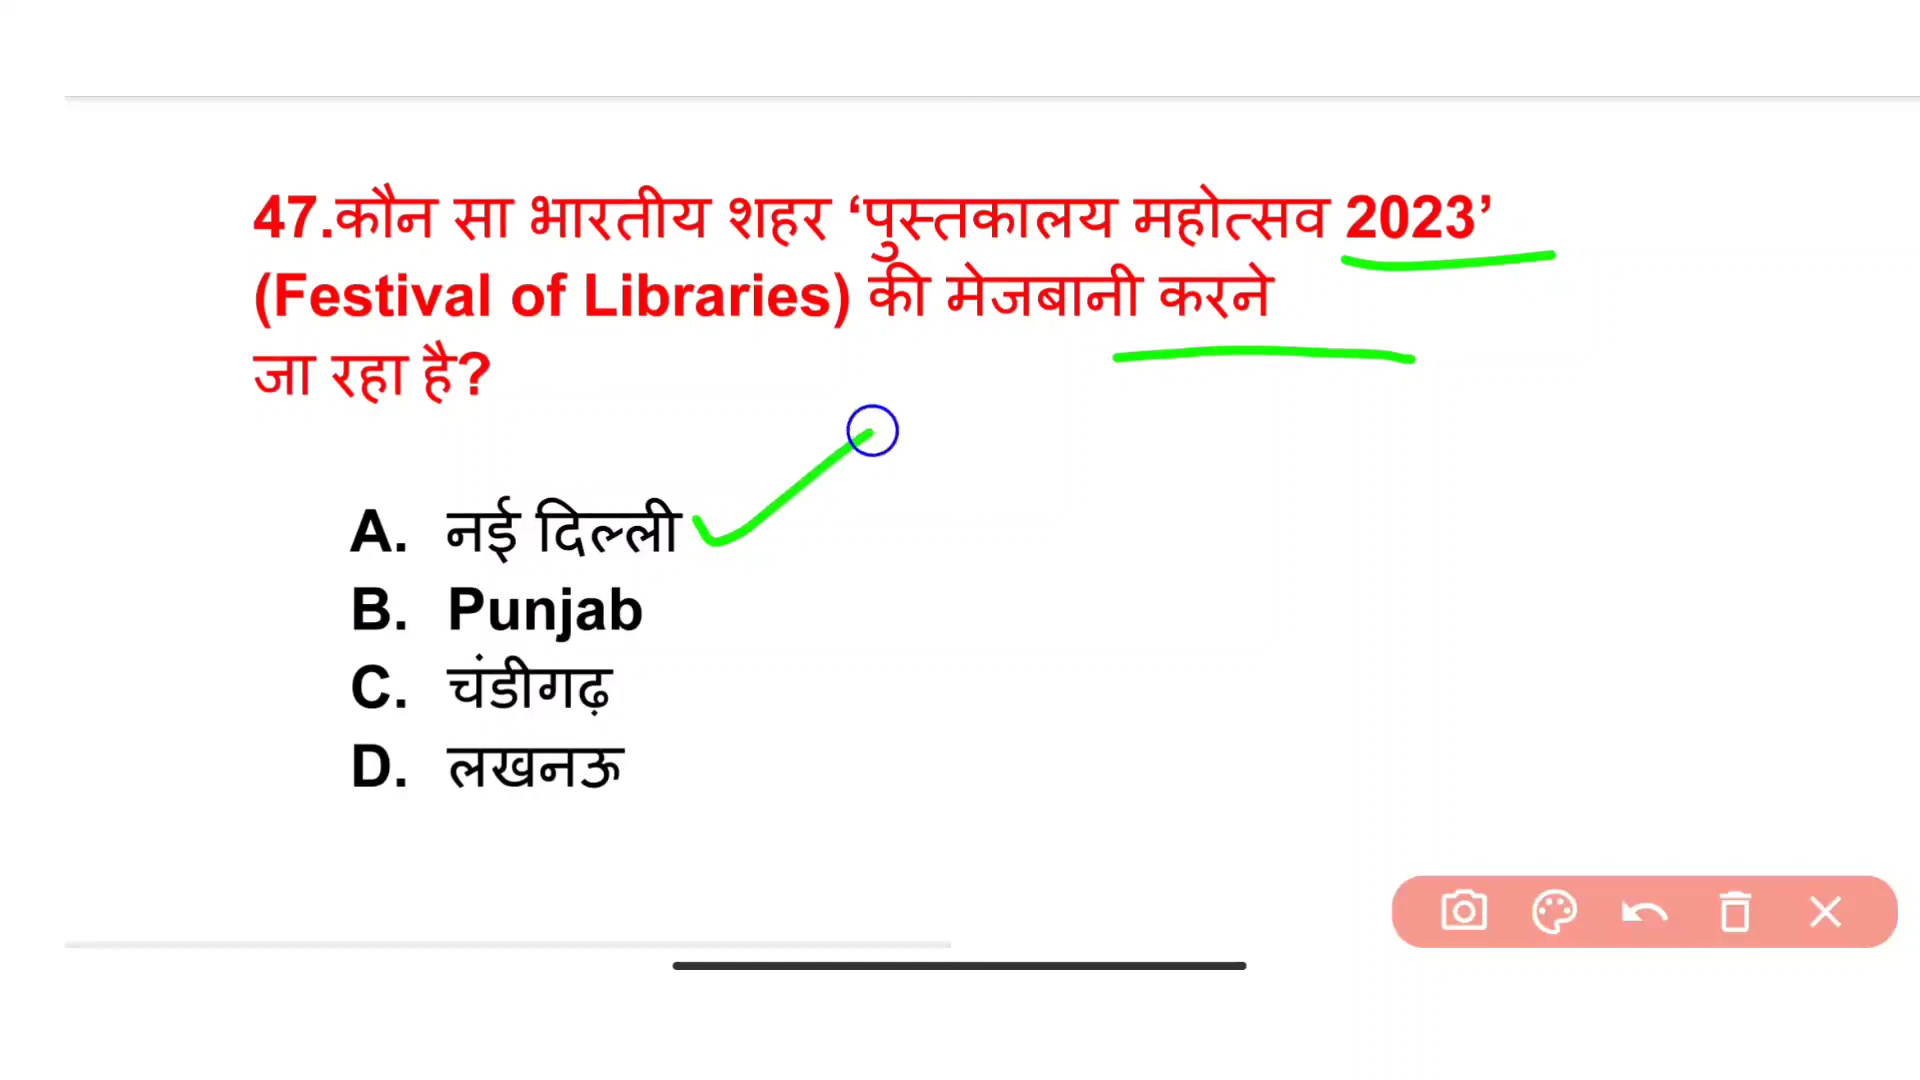 47.कौन सा भारतीय शहर ‘पुस्तकालय महोत्सव 2023’
(Festival of Libraries) की मेजबानी करने
जा रहा है?
A. नई दिल्ली
B. Punjab
C. चंडीगढ़
D. लखनऊ